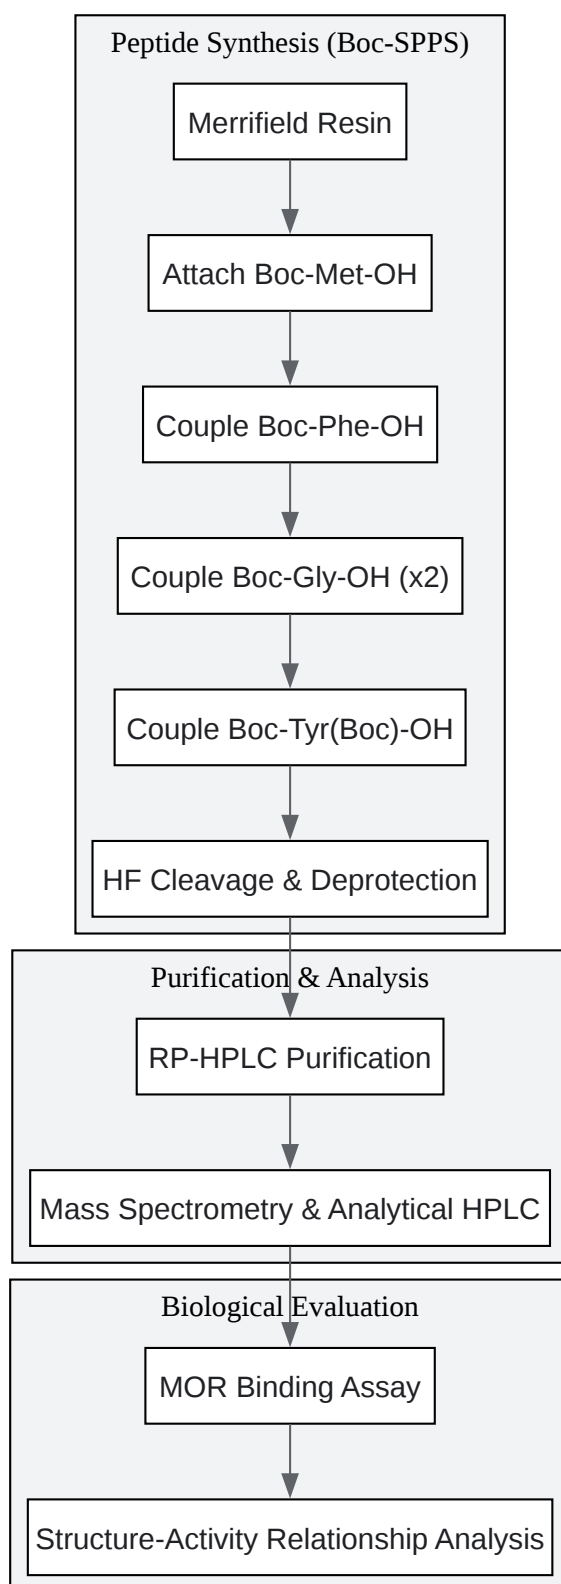 Peptide Synthesis (Boc-SPPS)
Merrifield Resin
Attach Boc-Met-OH
Couple Boc-Phe-OH
Couple Boc-Gly-OH (x2)
Couple Boc-Tyr(Boc)-OH
HF Cleavage & Deprotection
Purification & Analysis
RP-HPLC Purification
Mass Spectrometry & Analytical HPLC
Biological Evaluation
MOR Binding Assay
Structure-Activity Relationship Analysis